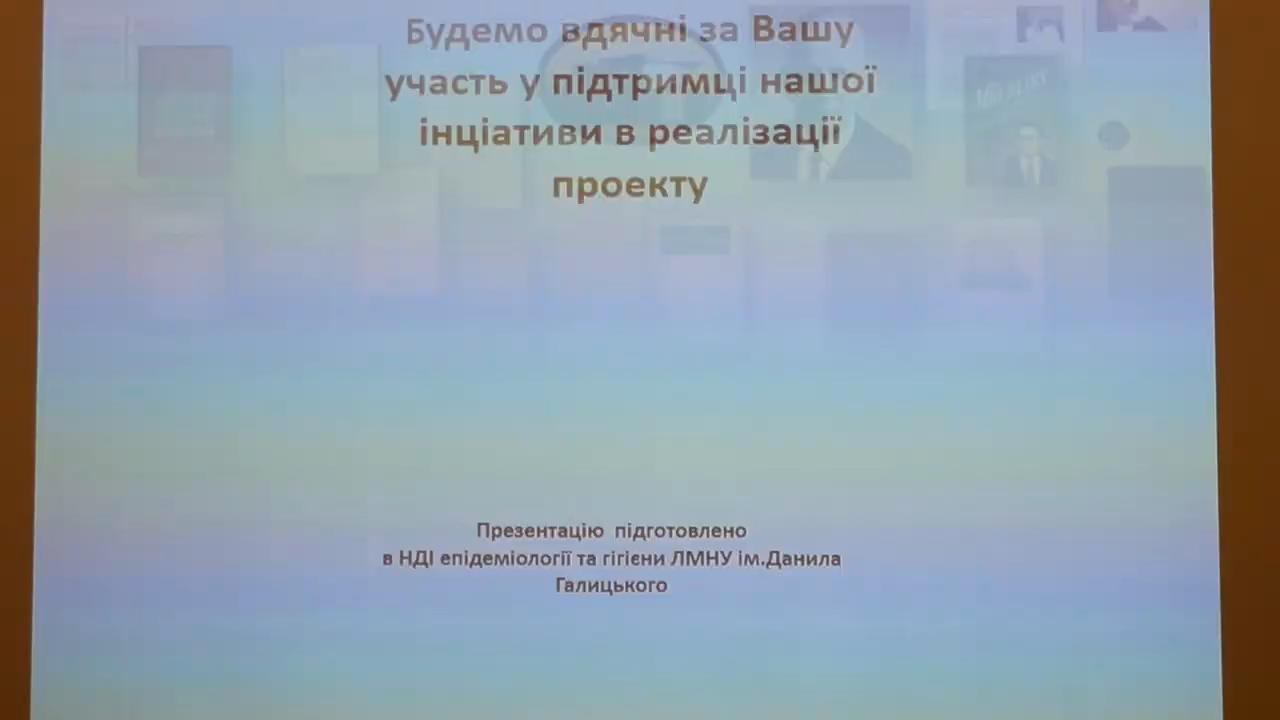 Будемо вдячні за Вашу
участь у підтримці нашої
інціативи в реалізації
проекту
Презентацію підготовлено
в НДІ епідеміології та гігієни ЛМНУ ім.Данила
Галицького